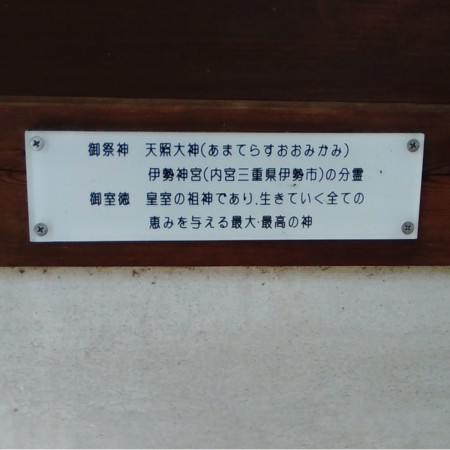 御祭神 天照大神(あまてらすおおみかみ)
伊勢神宮(内宮三重県伊勢市)の分霊
御室徳 皇室の祖神であり、生きていく全ての
恵みを与える最大・最高の神